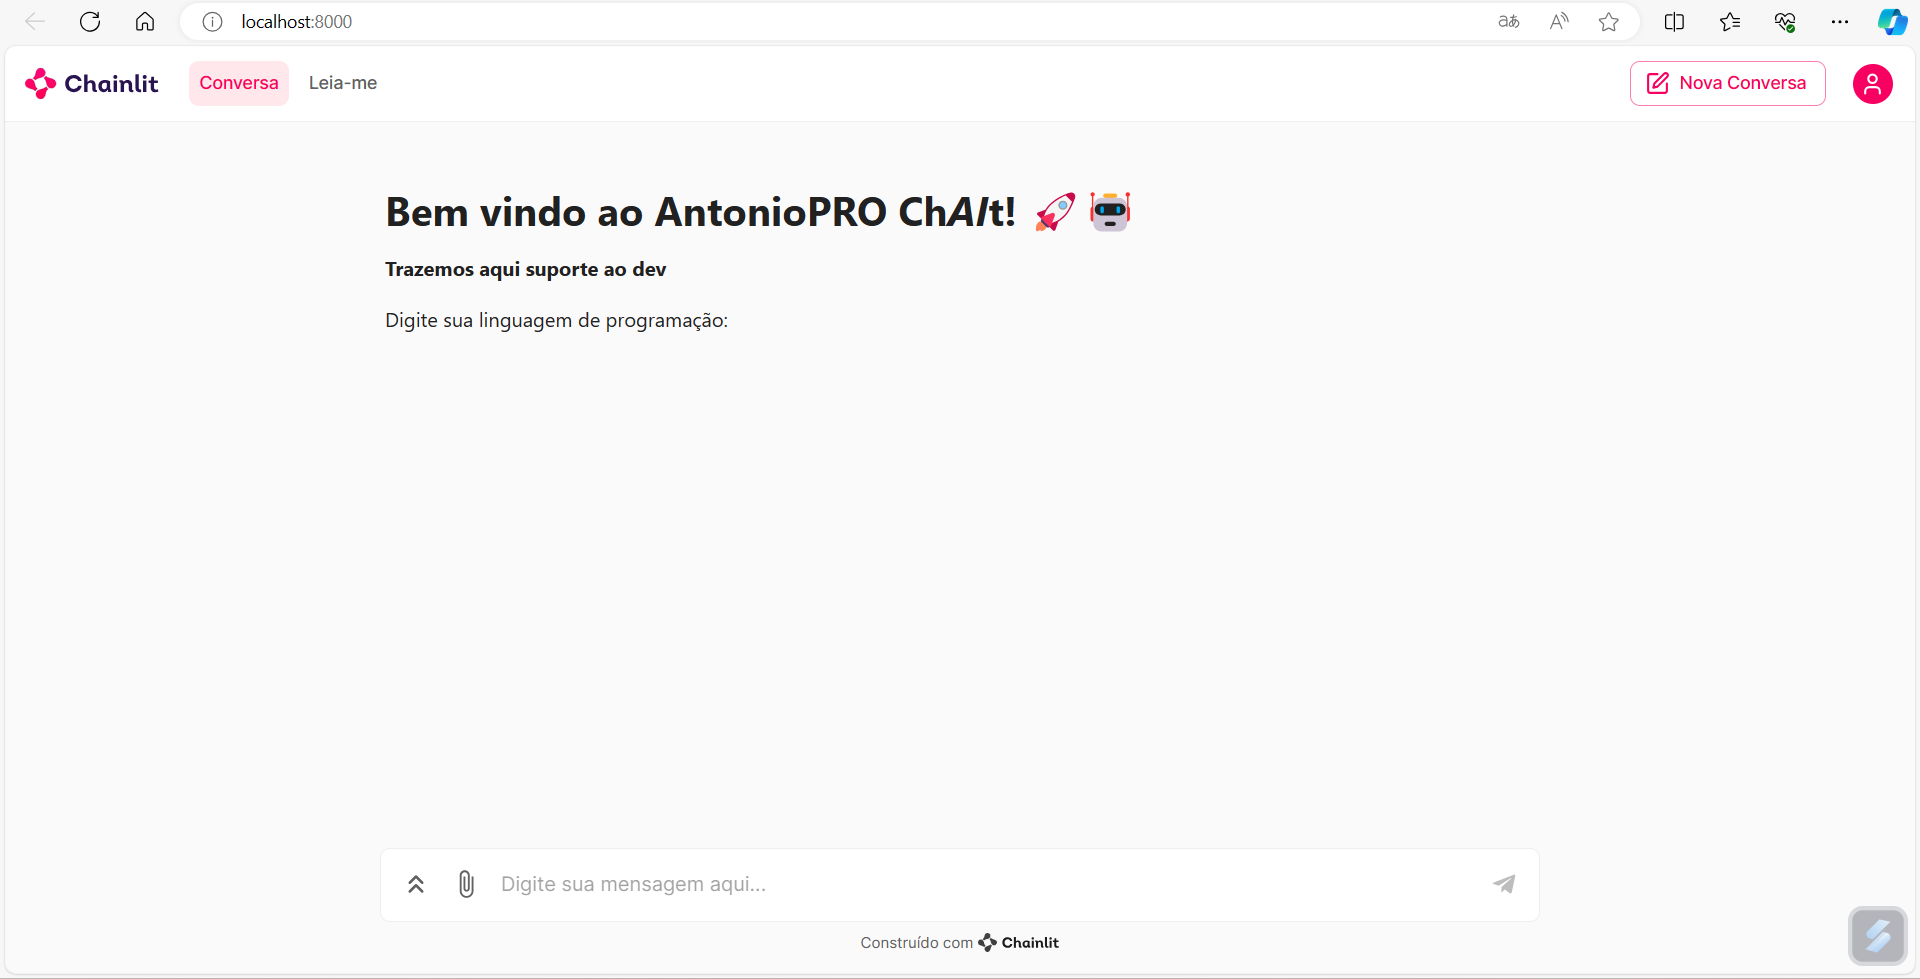 localhost:8000
Chainlit
Conversa
Leia-me
Nova Conversa
Bem vindo ao AntonioPRO ChAIt! 🚀 🤖
Trazemos aqui suporte ao dev
Digite sua linguagem de programação:
Digite sua mensagem aqui...
Construído com Chainlit